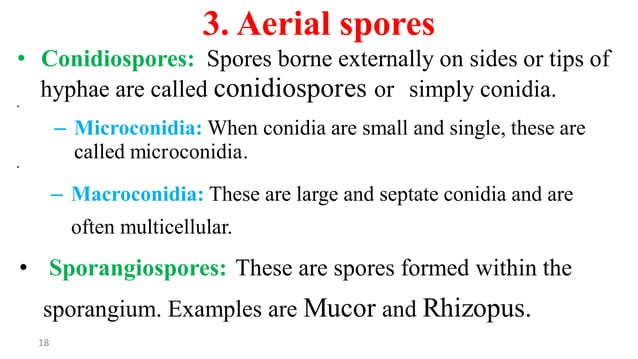 3. Aerial spores
• Conidiospores: Spores borne externally on sides or tips of
hyphae are called conidiospores or simply conidia.
.
– Microconidia: When conidia are small and single, these are
called microconidia.
.
– Macroconidia: These are large and septate conidia and are
often multicellular.
• Sporangiospores: These are spores formed within the
sporangium. Examples are Mucor and Rhizopus.
18